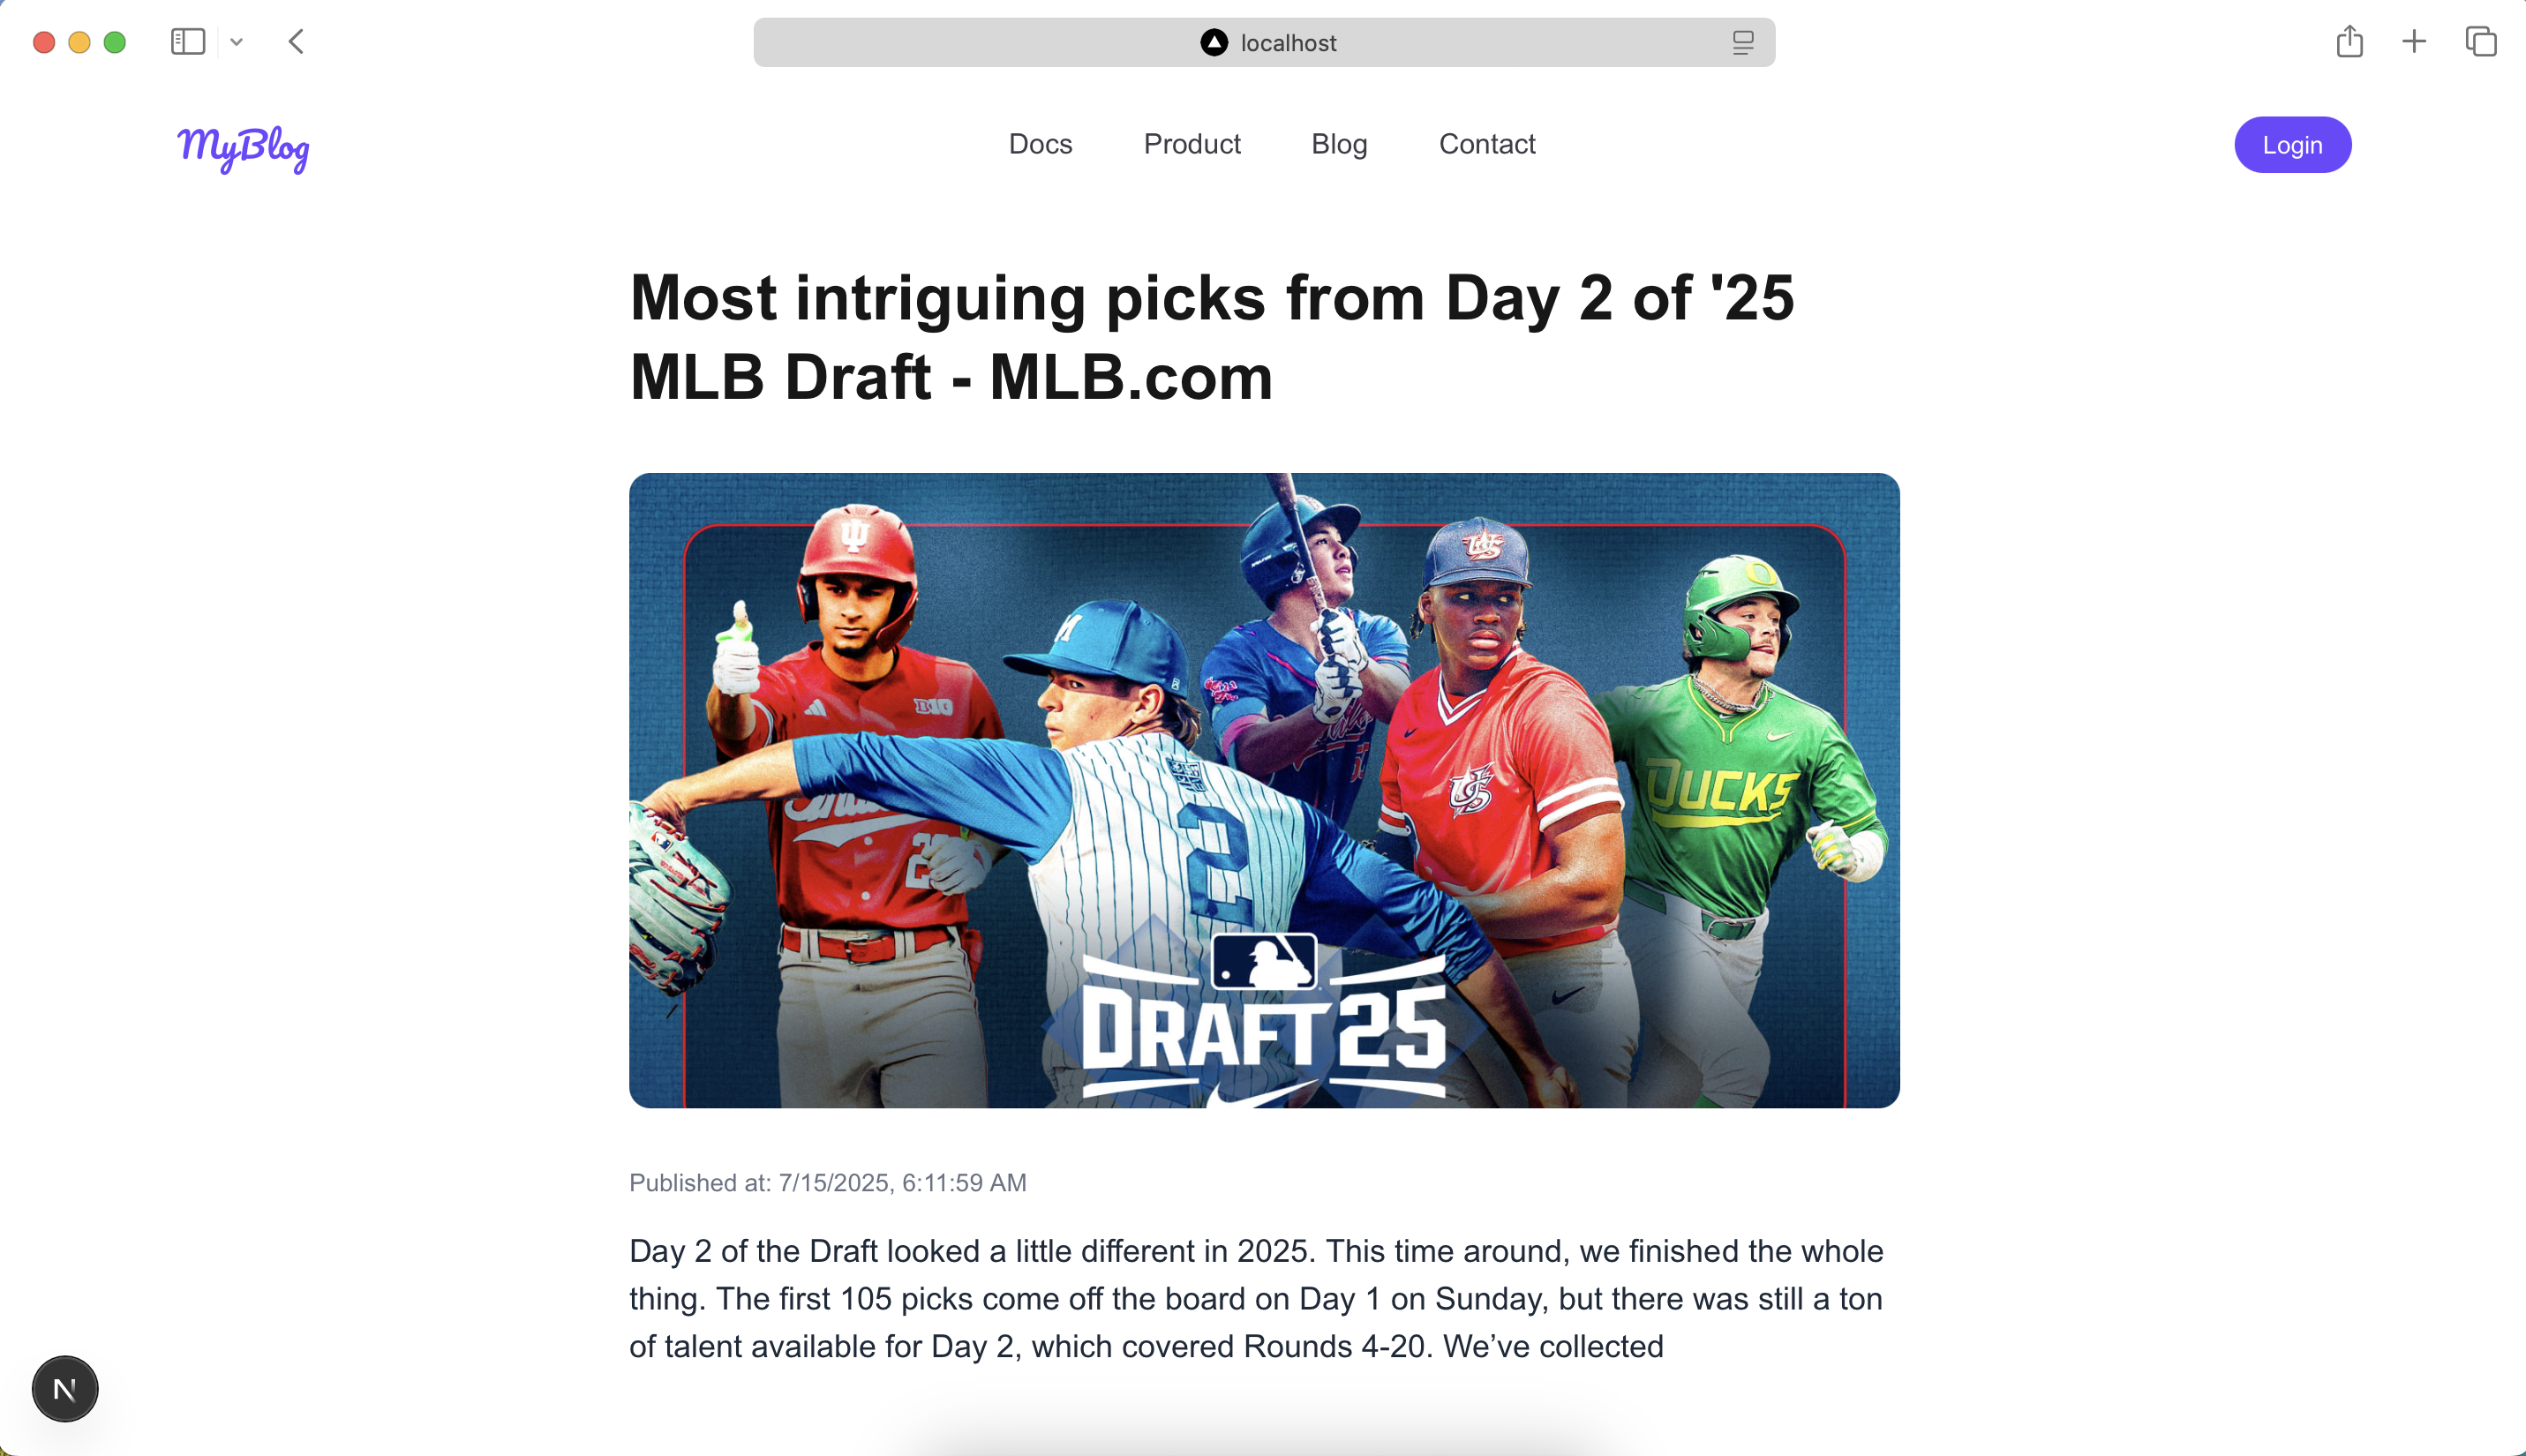 localhost
MyBlog
Docs Product Blog Contact
Login
Most intriguing picks from Day 2 of '25
MLB Draft - MLB.com
M
US
O
B1G
2
US
DUCKS
2
DRAFT 25
Published at: 7/15/2025, 6:11:59 AM
Day 2 of the Draft looked a little different in 2025. This time around, we finished the whole
thing. The first 105 picks come off the board on Day 1 on Sunday, but there was still a ton
of talent available for Day 2, which covered Rounds 4-20. We’ve collected
N